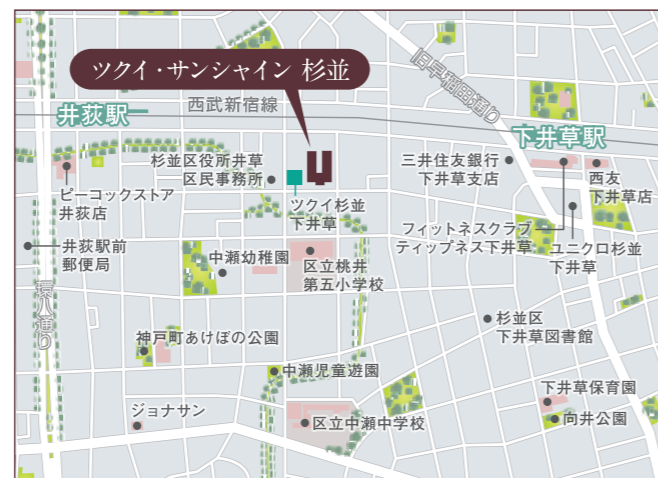 ツクイ・サンシャイン 杉並
旧早稲田通り
西武新宿線
井荻駅
下井草駅
杉並区役所井草
区民事務所
三井住友銀行
下井草支店
西友
下井草店
ピーコックストア
井荻店
ツクイ杉並
下井草
フィットネスクラブ
ティップネス下井草
ユニクロ杉並
下井草
井荻駅前
郵便局
中瀬幼稚園
区立桃井
第五小学校
環八通り
杉並区
下井草図書館
神戸町あけぼの公園
中瀬児童遊園
下井草保育園
ジョナサン
区立中瀬中学校
向井公園